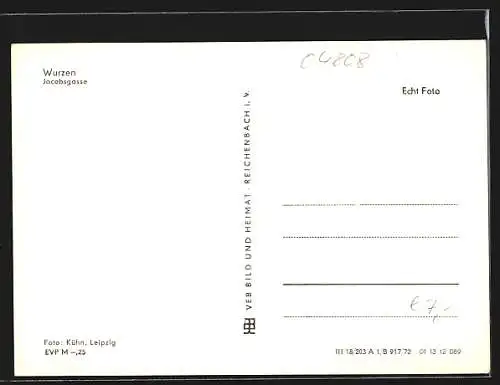 C4808
Wurzen
Jacobsgasse
Echt Foto
VEB BILD UND HEIMAT · REICHENBACH I. V.
€ 7,-
Foto: Kühn, Leipzig
EVP M -,25
III 18/203 A 1, B 917/72 01 13 12 089